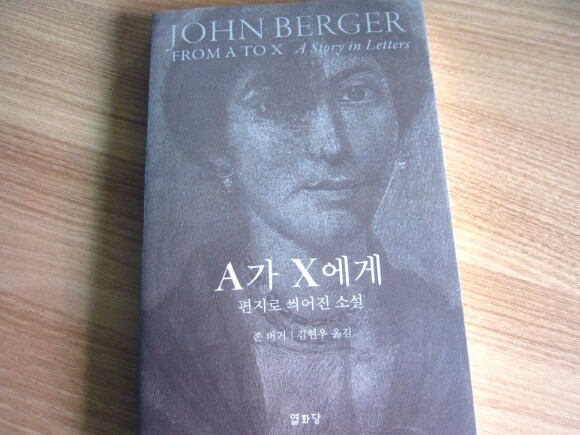 JOHN BERGER
FROM A TO X A Story in Letters
A가 X에게
편지로 씌어진 소설
존 버거 | 김현우 옮김
열화당